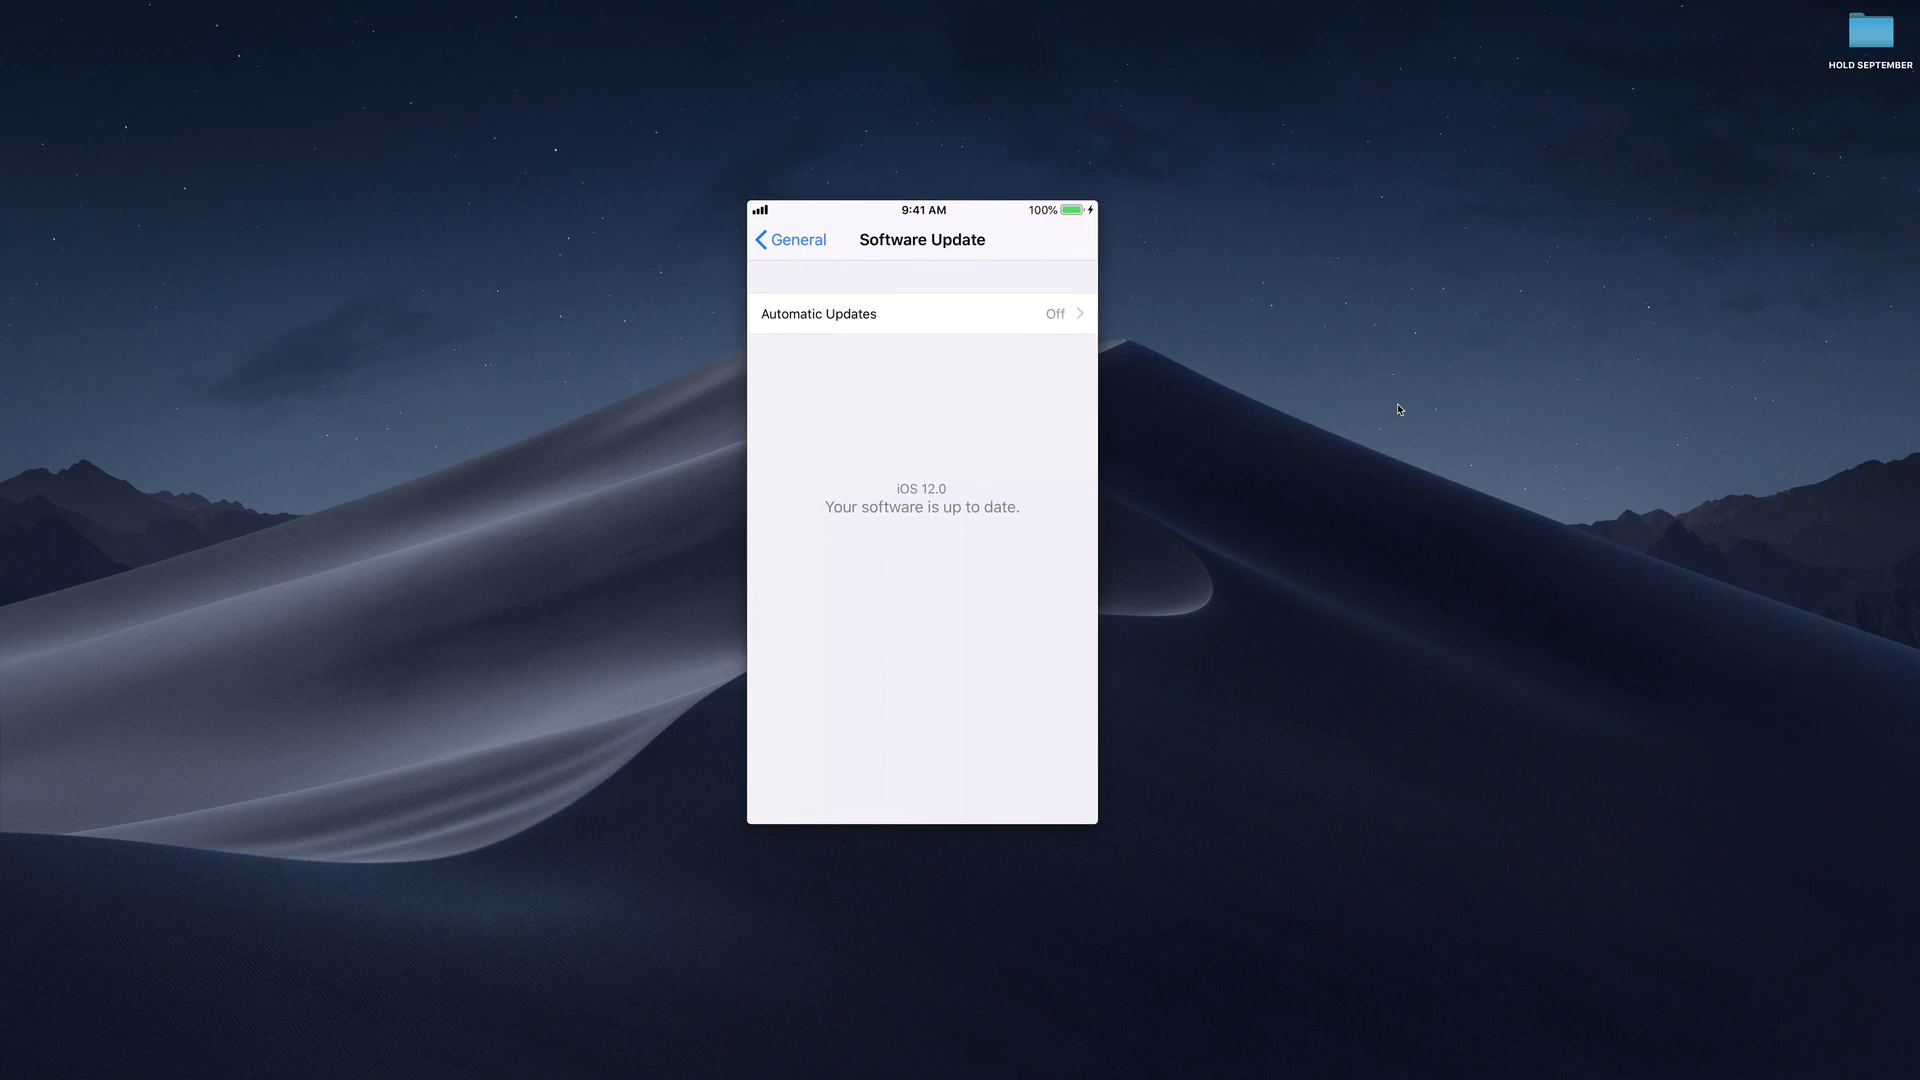 HOLD SEPTEMBER
9:41 AM
100%
General
Software Update
Automatic Updates
Off
iOS 12.0
Your software is up to date.